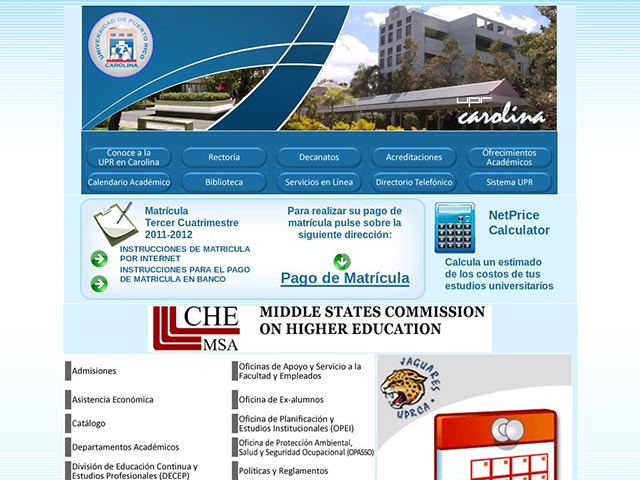 UNIVERSIDAD DE PUERTO RICO
CAROLINA
UPR
carolina
Conoce a la
UPR en Carolina
Rectoría
Decanatos
Acreditaciones
Ofrecimientos
Académicos
Calendario Académico
Biblioteca
Servicios en Línea
Directorio Telefónico
Sistema UPR
Matrícula
Tercer Cuatrimestre
2011-2012
INSTRUCCIONES DE MATRICULA
POR INTERNET
INSTRUCCIONES PARA EL PAGO
DE MATRICULA EN BANCO
Para realizar su pago de
matrícula pulse sobre la
siguiente dirección:
Pago de Matrícula
NetPrice
Calculator
Calcula un estimado
de los costos de tus
estudios universitarios
CHE
MSA
MIDDLE STATES COMMISSION
ON HIGHER EDUCATION
Admisiones
Asistencia Económica
Catálogo
Departamentos Académicos
División de Educación Continua y
Estudios Profesionales (DECEP)
Oficinas de Apoyo y Servicio a la
Facultad y Empleados
Oficina de Ex-alumnos
Oficina de Planificación y
Estudios Institucionales (OPEI)
Oficina de Protección Ambiental,
Salud y Seguridad Ocupacional (OPASSO)
Políticas y Reglamentos
JAGUARES
UPRCA